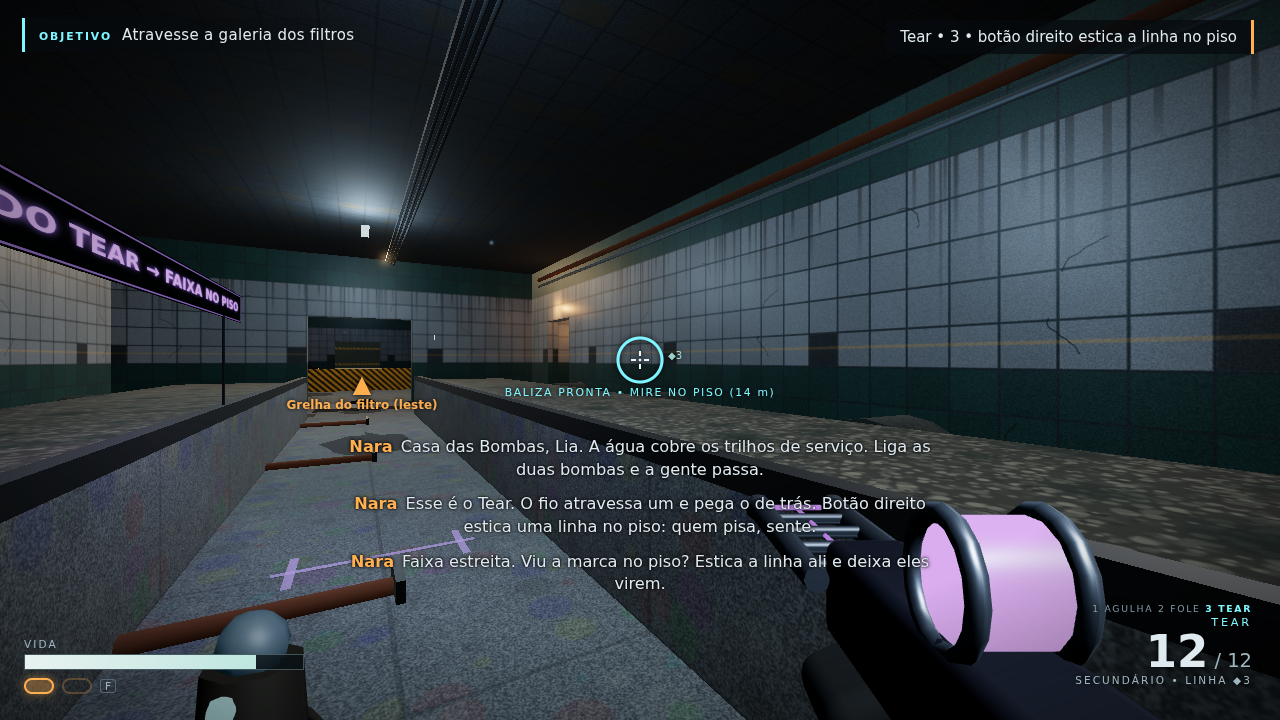 OBJETIVO Atravesse a galeria dos filtros
Tear • 3 • botão direito estica a linha no piso
DO TEAR → FAIXA NO PISO
◆3
BALIZA PRONTA • MIRE NO PISO (14 m)
Grelha do filtro (leste)
Nara Casa das Bombas, Lia. A água cobre os trilhos de serviço. Liga as
duas bombas e a gente passa.
Nara Esse é o Tear. O fio atravessa um e pega o de trás. Botão direito
estica uma linha no piso: quem pisa, sente.
Nara Faixa estreita. Viu a marca no piso? Estica a linha ali e deixa eles
virem.
VIDA
F
1 AGULHA 2 FOLE 3 TEAR
TEAR
12 / 12
SECUNDÁRIO • LINHA ◆3